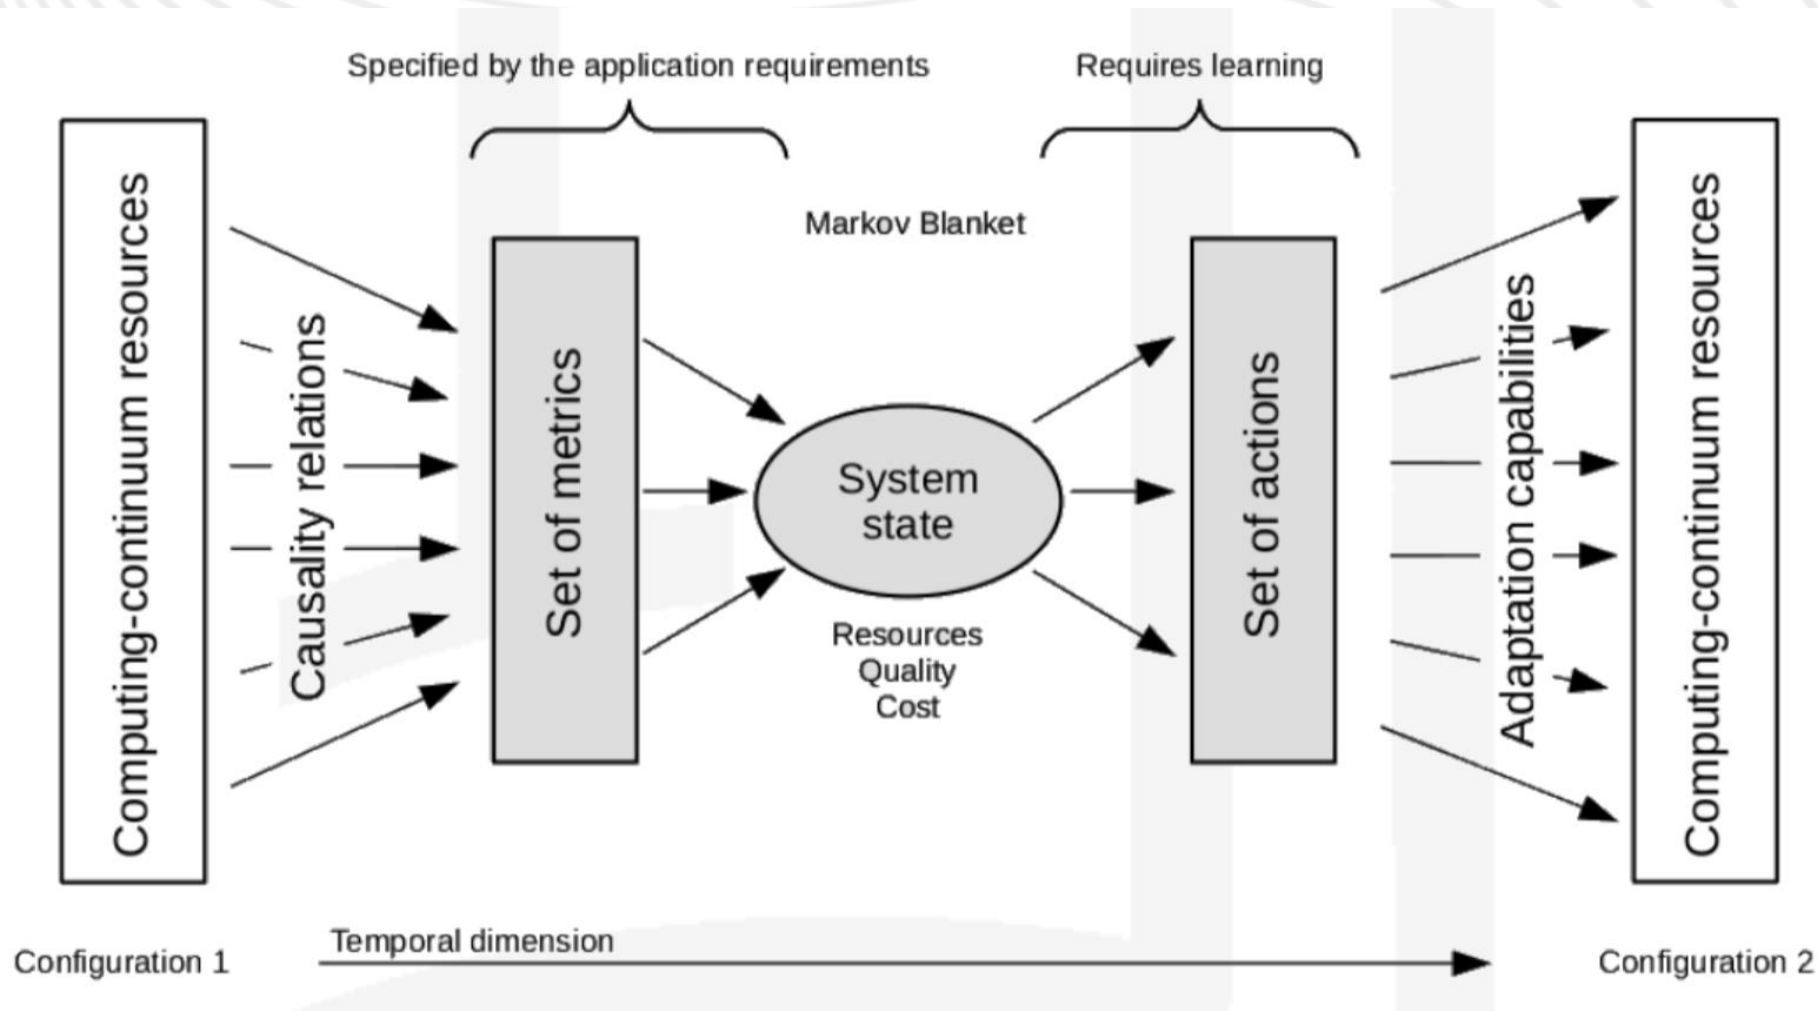 Specified by the application requirements
Requires learning
Computing-continuum resources
Causality relations
Set of metrics
Markov Blanket
System
state
Resources
Quality
Cost
Set of actions
Adaptation capabilities
Computing-continuum resources
Configuration 1
Temporal dimension
Configuration 2